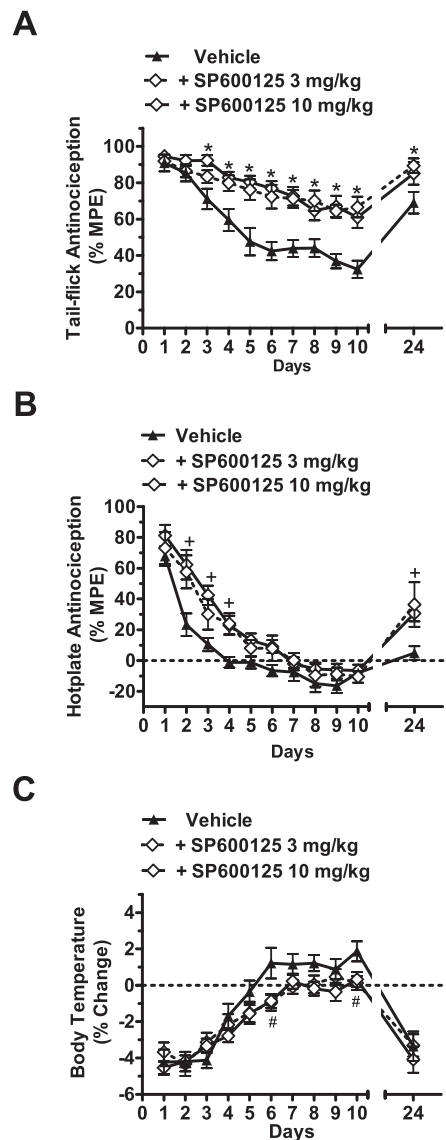 A
Vehicle
+ SP600125 3 mg/kg
+ SP600125 10 mg/kg
Tail-flick Antinociception
(% MPE)
100
80
60
40
20
0
* * * * * * * *
0 1 2 3 4 5 6 7 8 9 10 24
Days
B
Vehicle
+ SP600125 3 mg/kg
+ SP600125 10 mg/kg
Hotplate Antinociception
(% MPE)
100
80
60
40
20
0
-20
+ + + +
0 1 2 3 4 5 6 7 8 9 10 24
Days
C
Vehicle
+ SP600125 3 mg/kg
+ SP600125 10 mg/kg
Body Temperature
(% Change)
4
2
0
-2
-4
-6
# #
0 1 2 3 4 5 6 7 8 9 10 24
Days